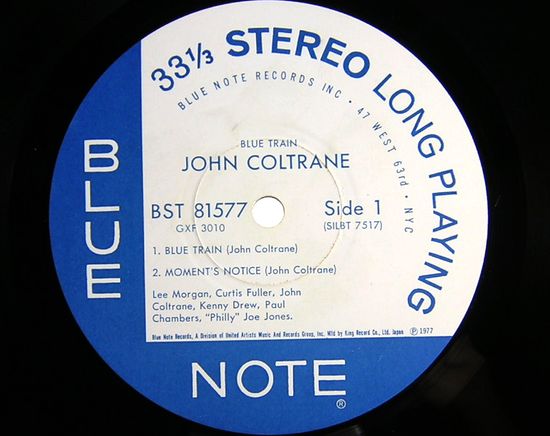 33⅓ STEREO LONG PLAYING
BLUE NOTE RECORDS INC · 47 WEST 63rd · NYC
BLUE TRAIN
JOHN COLTRANE
BST 81577 Side 1
GXF 3010 (SILBT 7517)
1. BLUE TRAIN (John Coltrane)
2. MOMENT'S NOTICE (John Coltrane)
Lee Morgan, Curtis Fuller, John
Coltrane, Kenny Drew, Paul
Chambers, "Philly" Joe Jones.
Blue Note Records, A Division of United Artists Music And Records Group, Inc. Mfd by King Record Co., Ltd. Japan ℗ 1977
BLUE
NOTE®